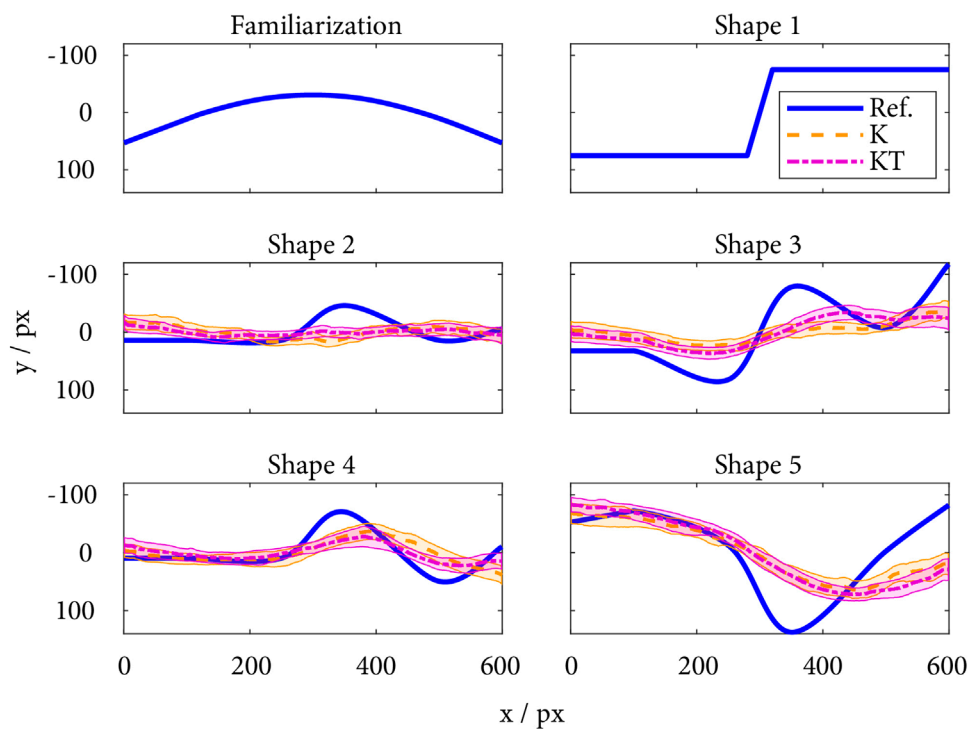 Familiarization
Shape 1
-100
0
100
Ref.
K
KT
Shape 2
Shape 3
-100
0
100
y / px
Shape 4
Shape 5
-100
0
100
0 200 400 600
0 200 400 600
x / px